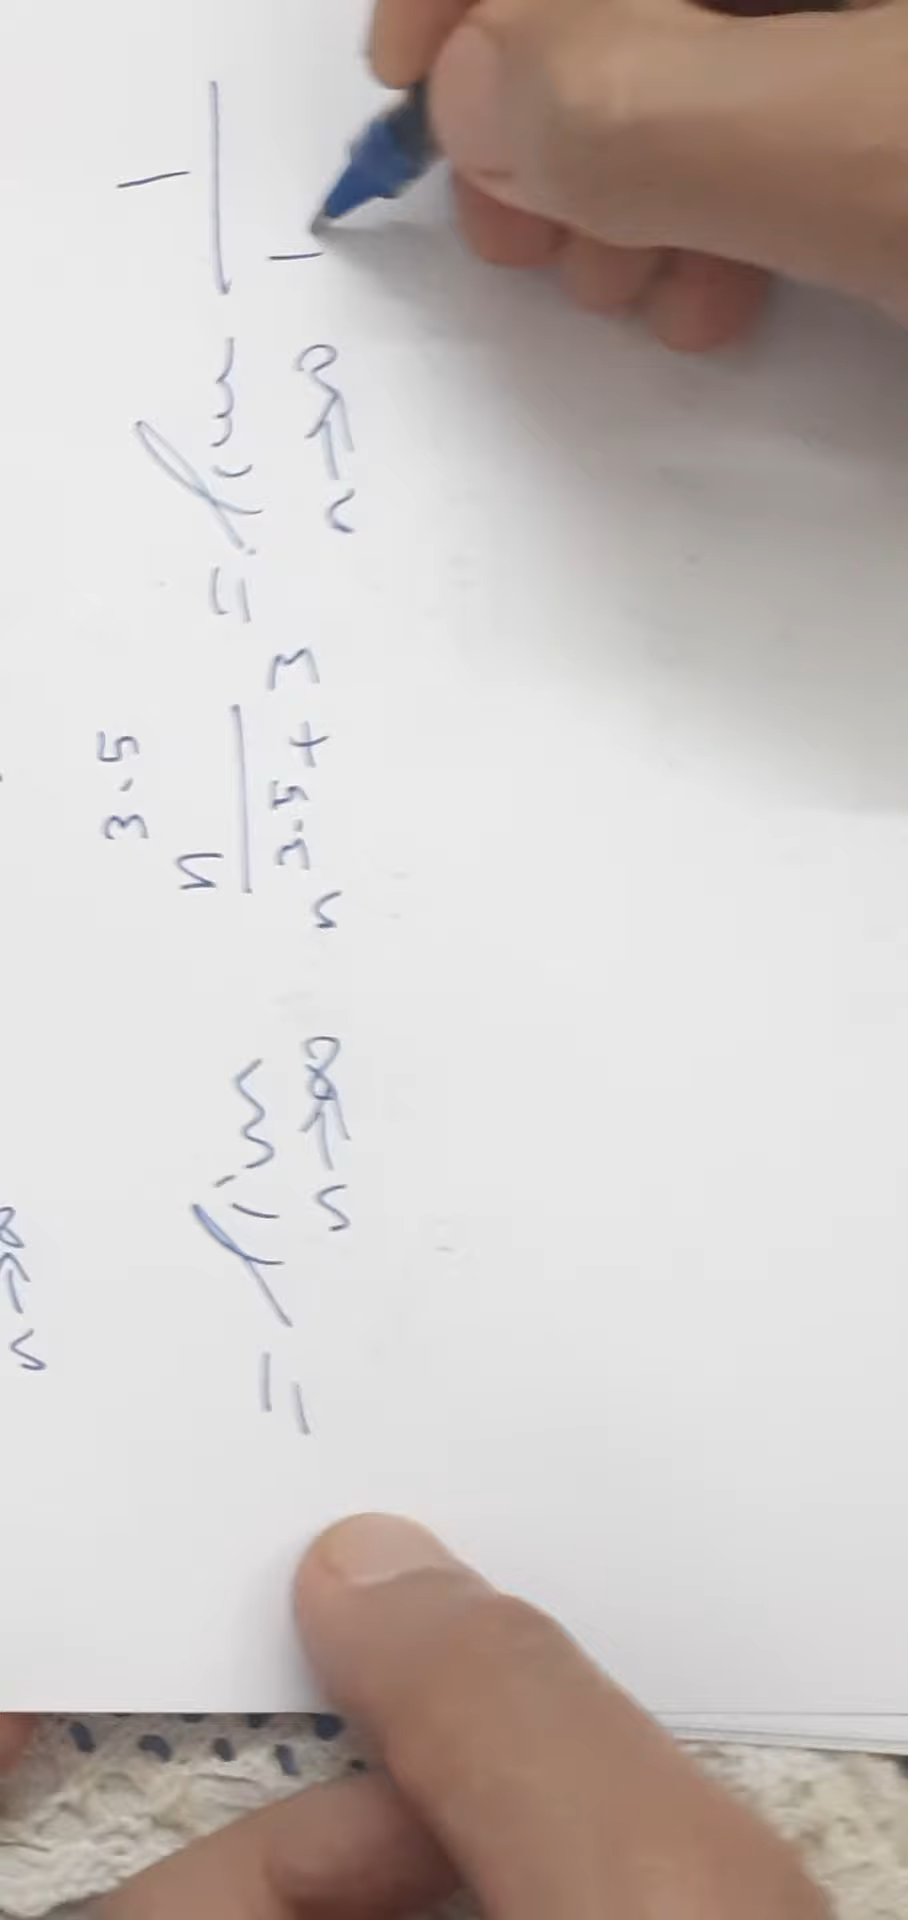 n→∞
= lim n^3.5 / n^3.5 + 3 = lim 1 / 1
n→∞ n→∞